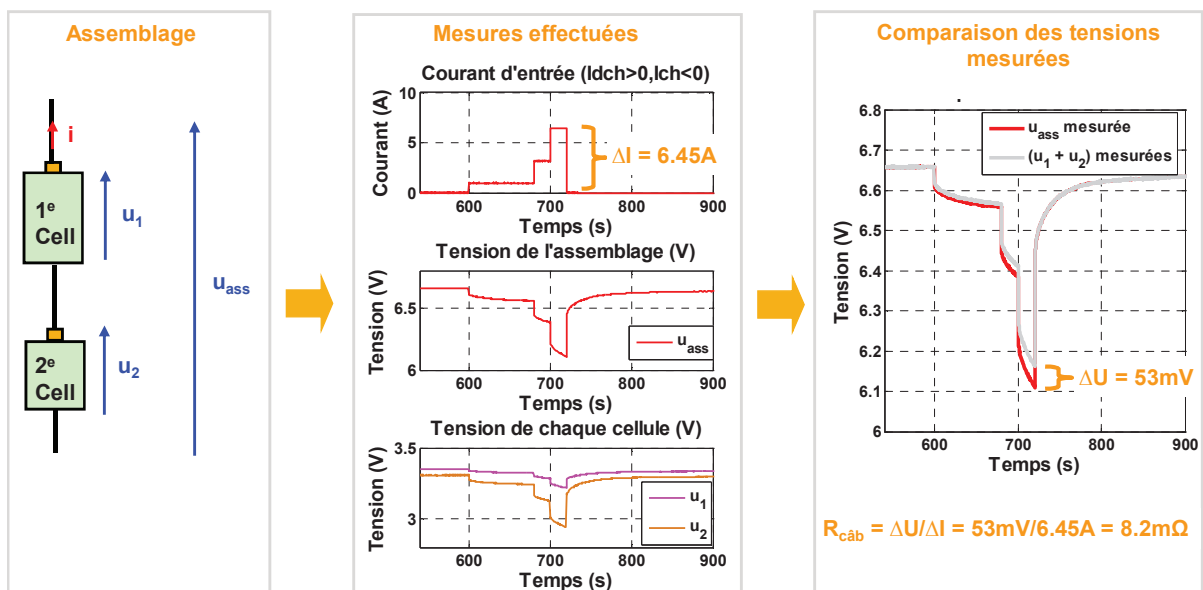 Assemblage
i
1e
Cell
u1
uass
2e
Cell
u2
Mesures effectuées
Courant d'entrée (Idch>0,Ich<0)
Courant (A)
10
5
0
ΔI = 6.45A
600 700 800 900
Temps (s)
Tension de l'assemblage (V)
Tension (V)
6.5
6
uass
600 700 800 900
Temps (s)
Tension de chaque cellule (V)
Tension (V)
3.5
3
u1
u2
600 700 800 900
Temps (s)
Comparaison des tensions
mesurées
Tension (V)
6.8
6.7
6.6
6.5
6.4
6.3
6.2
6.1
6
uass mesurée
(u1 + u2) mesurées
ΔU = 53mV
600 700 800 900
Temps (s)
Rcâb = ΔU/ΔI = 53mV/6.45A = 8.2mΩ